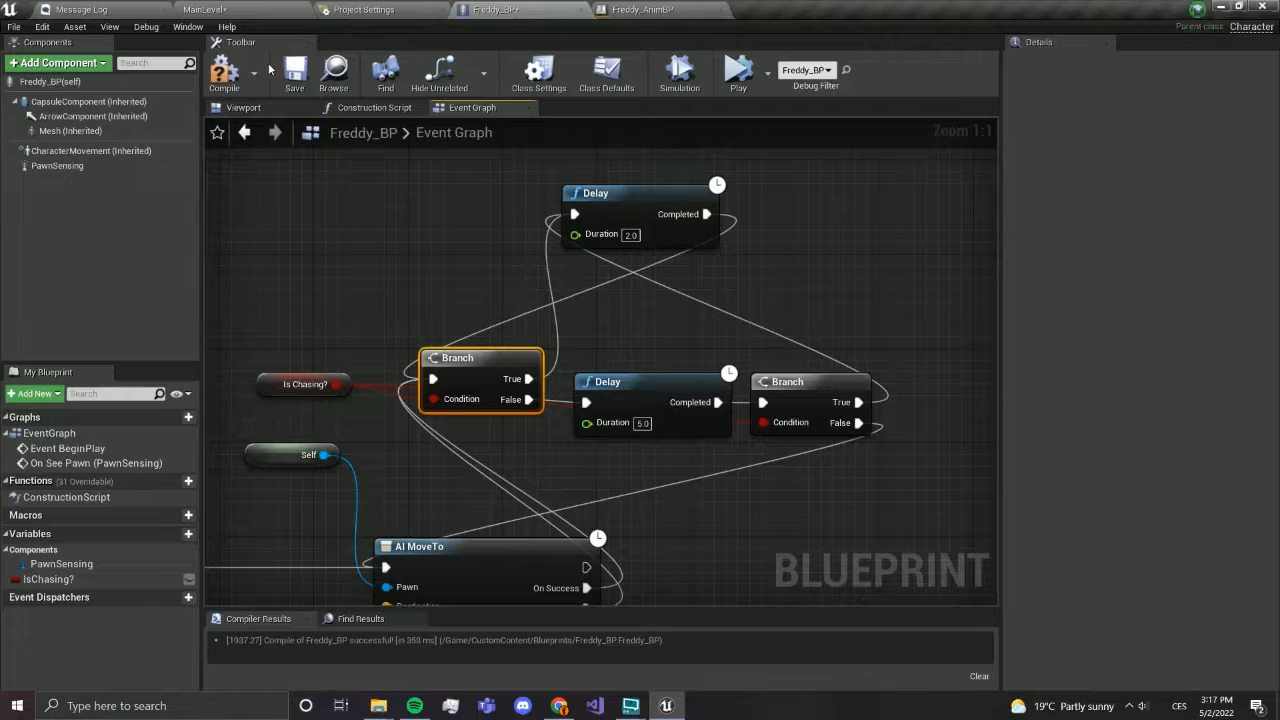 Message Log
MainLevel•
Project Settings
Freddy_BP•
Freddy_AnimBP
File
Edit
Asset
View
Debug
Window
Help
Parent class: Character
Components
Toolbar
Details
+ Add Component
Search
Compile
Save
Browse
Find
Hide Unrelated
Class Settings
Class Defaults
Simulation
Play
Freddy_BP
Debug Filter
Freddy_BP(self)
CapsuleComponent (Inherited)
ArrowComponent (Inherited)
Mesh (Inherited)
CharacterMovement (Inherited)
PawnSensing
Viewport
Construction Script
Event Graph
Freddy_BP > Event Graph
Zoom 1:1
Delay
Completed
Duration 2.0
Branch
True
Condition
False
Is Chasing?
Delay
Completed
Duration 5.0
Branch
True
Condition
False
Self
AI MoveTo
Pawn
On Success
BLUEPRINT
My Blueprint
+ Add New
Search
Graphs
EventGraph
Event BeginPlay
On See Pawn (PawnSensing)
Functions (31 Overridable)
ConstructionScript
Macros
Variables
Components
PawnSensing
IsChasing?
Event Dispatchers
Compiler Results
Find Results
[1937.27] Compile of Freddy_BP successful! [in 358 ms] (/Game/CustomContent/Blueprints/Freddy_BP.Freddy_BP)
Clear
Type here to search
19°C Partly sunny
CES
3:17 PM
5/2/2022